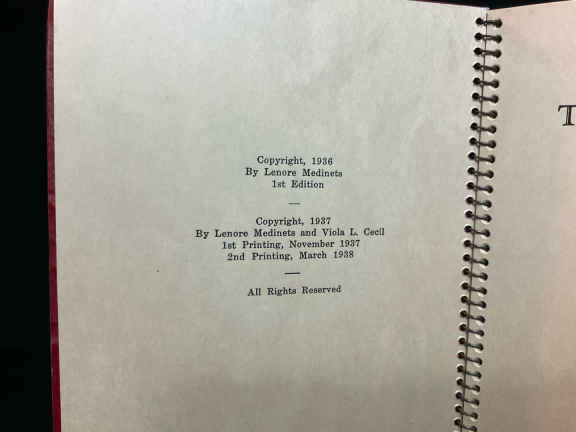 Copyright, 1936
By Lenore Medinets
1st Edition
Copyright, 1937
By Lenore Medinets and Viola L. Cecil
1st Printing, November 1937
2nd Printing, March 1938
All Rights Reserved
T